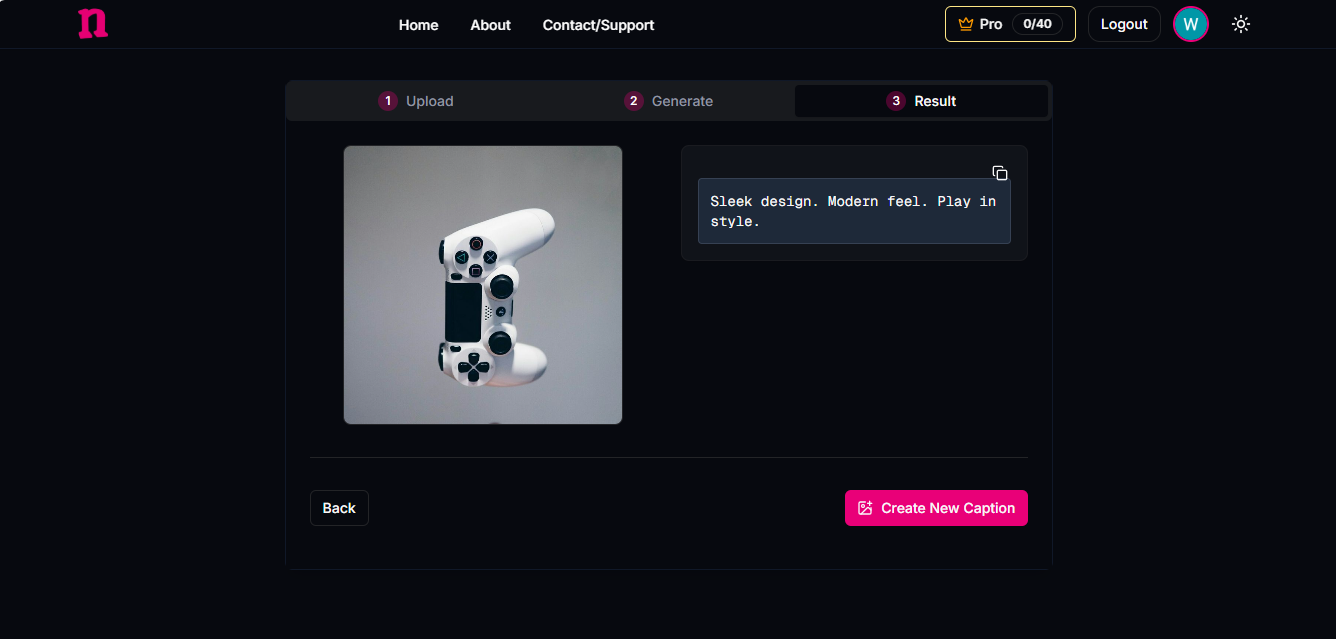 n
Home About Contact/Support Pro 0/40 Logout W
1 Upload 2 Generate 3 Result
Sleek design. Modern feel. Play in
style.
Back Create New Caption